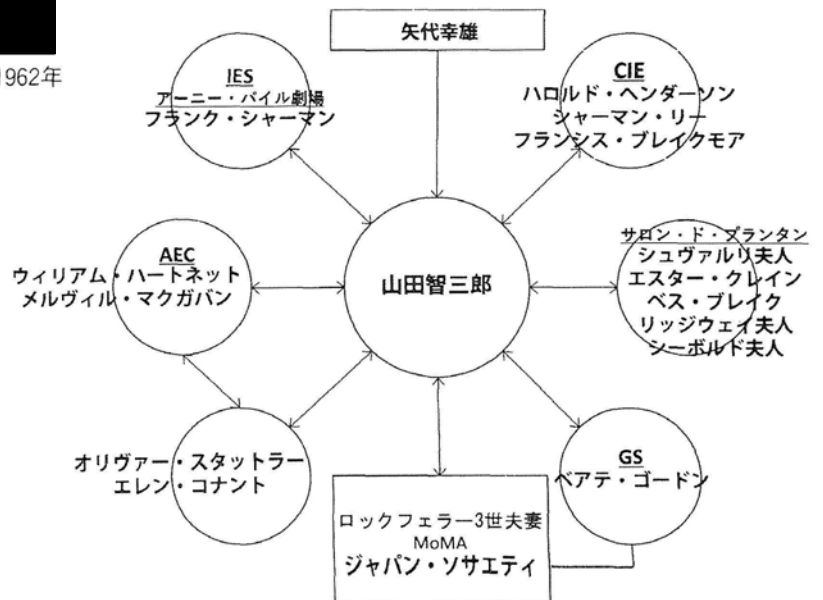 1962年
矢代幸雄
IES
アーニー・パイル劇場
フランク・シャーマン
CIE
ハロルド・ヘンダーソン
シャーマン・リー
フランシス・ブレイクモア
AEC
ウィリアム・ハートネット
メルヴィル・マクガバン
山田智三郎
サロン・ド・プランタン
シュヴァルリ夫人
エスター・クレイン
ベス・ブレイク
リッジウェイ夫人
シーボルド夫人
オリヴァー・スタットラー
エレン・コナント
ロックフェラー3世夫妻
MoMA
ジャパン・ソサエティ
GS
ベアテ・ゴードン